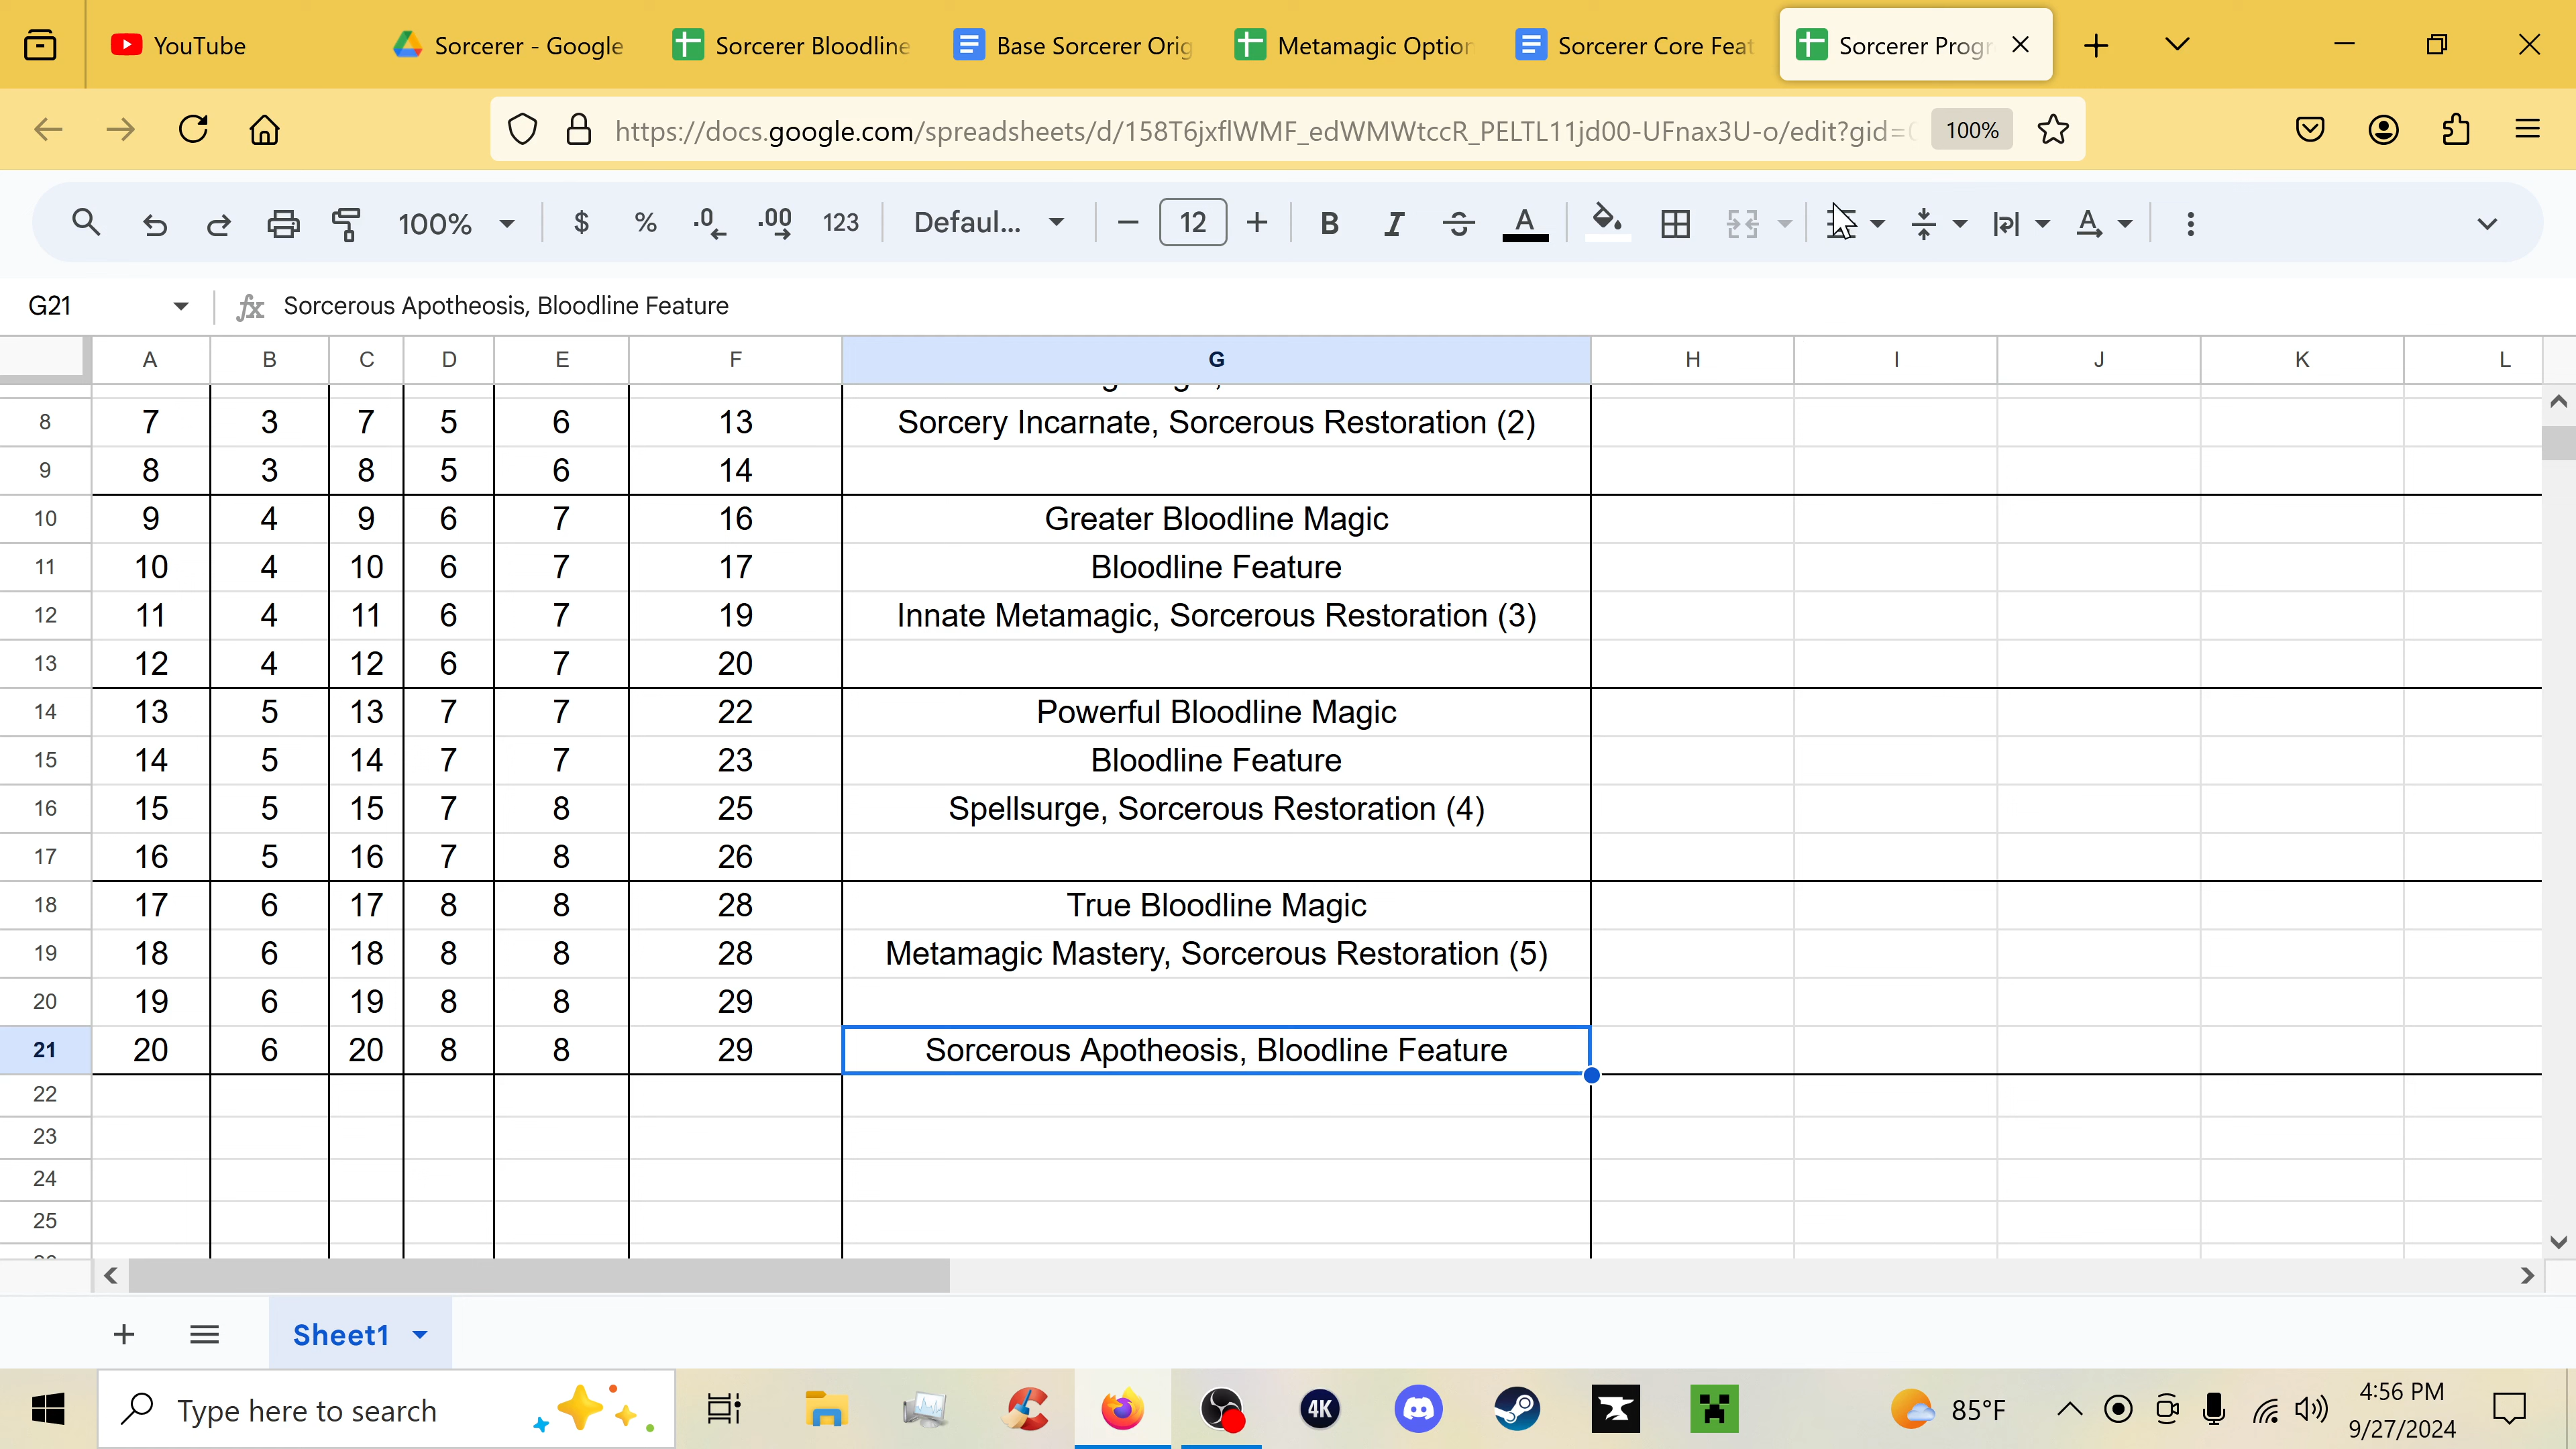 YouTube Sorcerer - Google Sorcerer Bloodline Base Sorcerer Orig Metamagic Option Sorcerer Core Feat Sorcerer Progr
https://docs.google.com/spreadsheets/d/158T6jxflWMF_edWMWtccR_PELTL11jd00-UFnax3U-o/edit?gid= 100%
100% $ % .0 .00 123 Defaul... 12 B I A A
G21 fx Sorcerous Apotheosis, Bloodline Feature
A B C D E F G H I J K L
8 7 3 7 5 6 13 Sorcery Incarnate, Sorcerous Restoration (2)
9 8 3 8 5 6 14
10 9 4 9 6 7 16 Greater Bloodline Magic
11 10 4 10 6 7 17 Bloodline Feature
12 11 4 11 6 7 19 Innate Metamagic, Sorcerous Restoration (3)
13 12 4 12 6 7 20
14 13 5 13 7 7 22 Powerful Bloodline Magic
15 14 5 14 7 7 23 Bloodline Feature
16 15 5 15 7 8 25 Spellsurge, Sorcerous Restoration (4)
17 16 5 16 7 8 26
18 17 6 17 8 8 28 True Bloodline Magic
19 18 6 18 8 8 28 Metamagic Mastery, Sorcerous Restoration (5)
20 19 6 19 8 8 29
21 20 6 20 8 8 29 Sorcerous Apotheosis, Bloodline Feature
22
23
24
25
Sheet1
Type here to search 4K 85°F 4:56 PM
9/27/2024